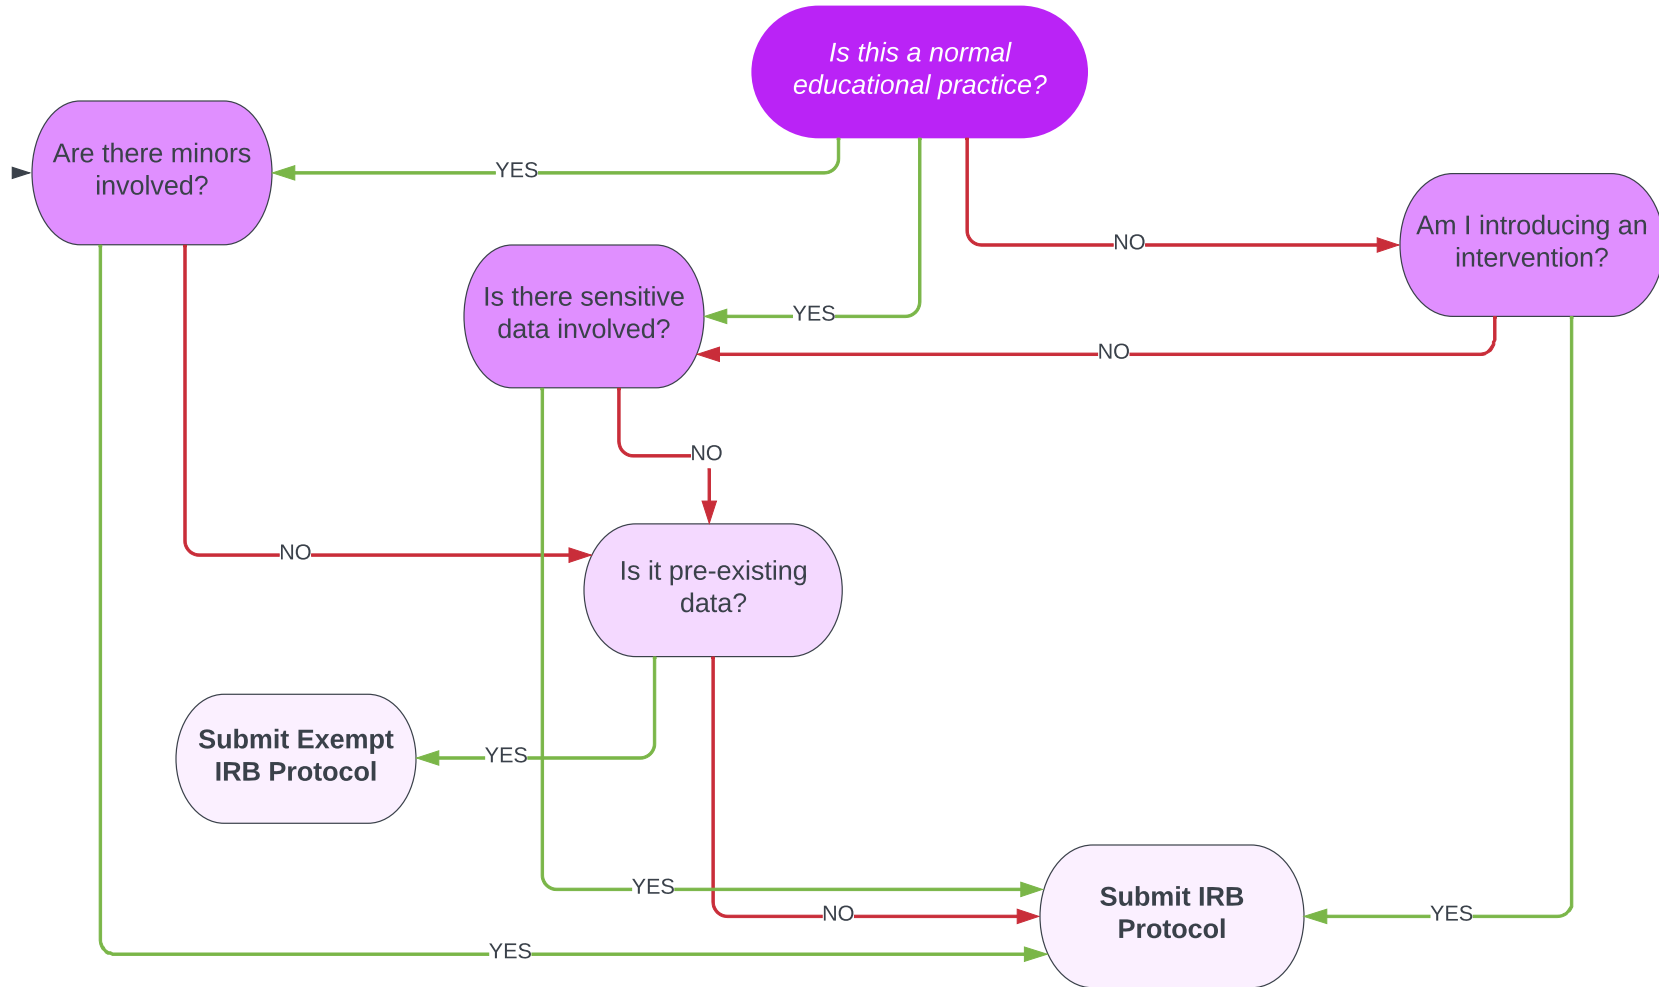 Is this a normal
educational practice?
Are there minors
involved?
YES
NO
Am I introducing an
intervention?
Is there sensitive
data involved?
YES
NO
NO
NO
Is it pre-existing
data?
Submit Exempt
IRB Protocol
YES
YES
NO
Submit IRB
Protocol
YES
YES